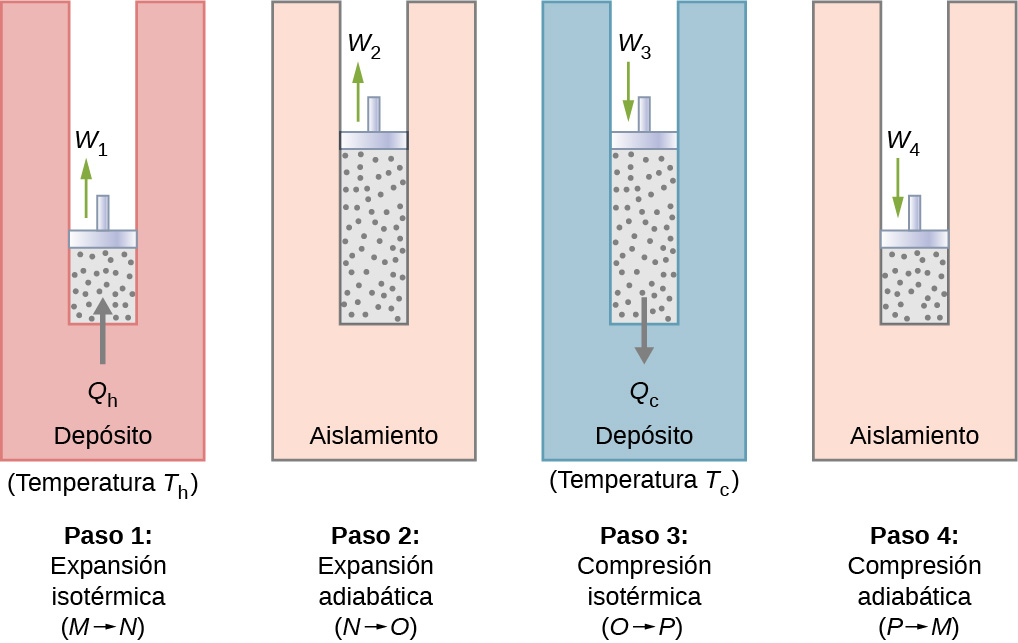 W1
Qh
Depósito
(Temperatura Th)
Paso 1:
Expansión
isotérmica
(M→N)
W2
Aislamiento
Paso 2:
Expansión
adiabática
(N→O)
W3
Qc
Depósito
(Temperatura Tc)
Paso 3:
Compresión
isotérmica
(O→P)
W4
Aislamiento
Paso 4:
Compresión
adiabática
(P→M)